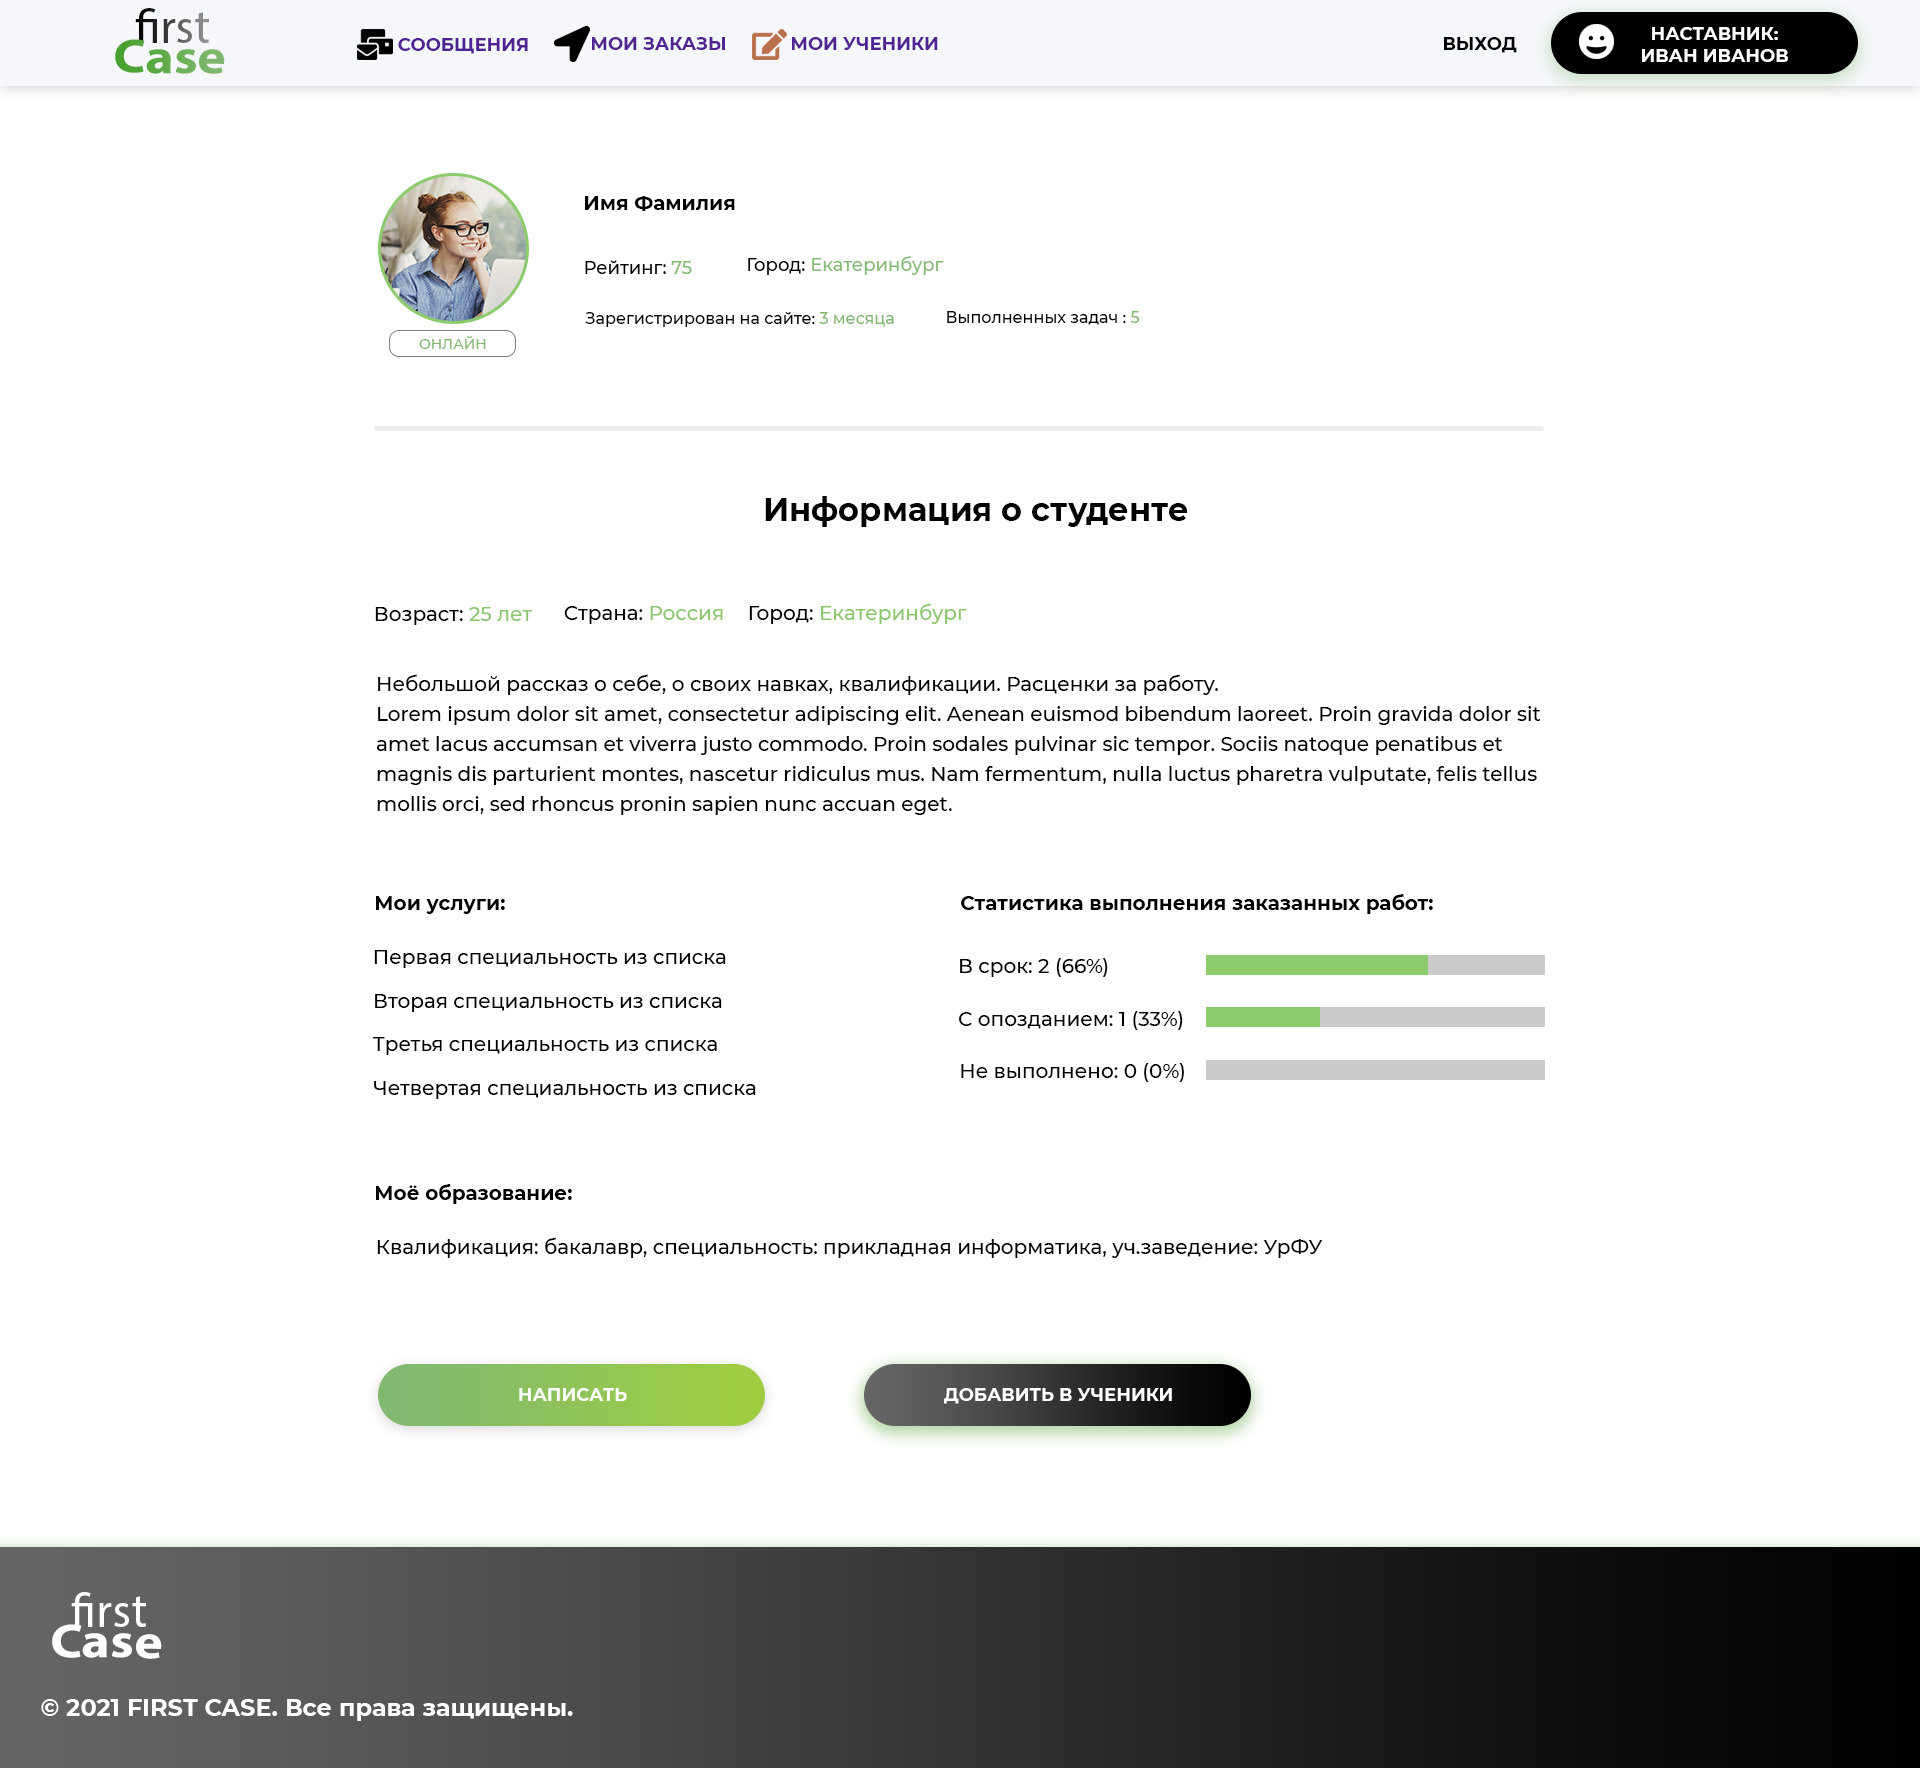 first
Case
СООБЩЕНИЯ
МОИ ЗАКАЗЫ
МОИ УЧЕНИКИ
ВЫХОД
НАСТАВНИК:
ИВАН ИВАНОВ
Имя Фамилия
Рейтинг: 75
Город: Екатеринбург
Зарегистрирован на сайте: 3 месяца
Выполненных задач : 5
ОНЛАЙН
Информация о студенте
Возраст: 25 лет
Страна: Россия
Город: Екатеринбург
Небольшой рассказ о себе, о своих навках, квалификации. Расценки за работу.
Lorem ipsum dolor sit amet, consectetur adipiscing elit. Aenean euismod bibendum laoreet. Proin gravida dolor sit
amet lacus accumsan et viverra justo commodo. Proin sodales pulvinar sic tempor. Sociis natoque penatibus et
magnis dis parturient montes, nascetur ridiculus mus. Nam fermentum, nulla luctus pharetra vulputate, felis tellus
mollis orci, sed rhoncus pronin sapien nunc accuan eget.
Мои услуги:
Первая специальность из списка
Вторая специальность из списка
Третья специальность из списка
Четвертая специальность из списка
Статистика выполнения заказанных работ:
В срок: 2 (66%)
С опозданием: 1 (33%)
Не выполнено: 0 (0%)
Моё образование:
Квалификация: бакалавр, специальность: прикладная информатика, уч.заведение: УрФУ
НАПИСАТЬ
ДОБАВИТЬ В УЧЕНИКИ
first
Case
© 2021 FIRST CASE. Все права защищены.